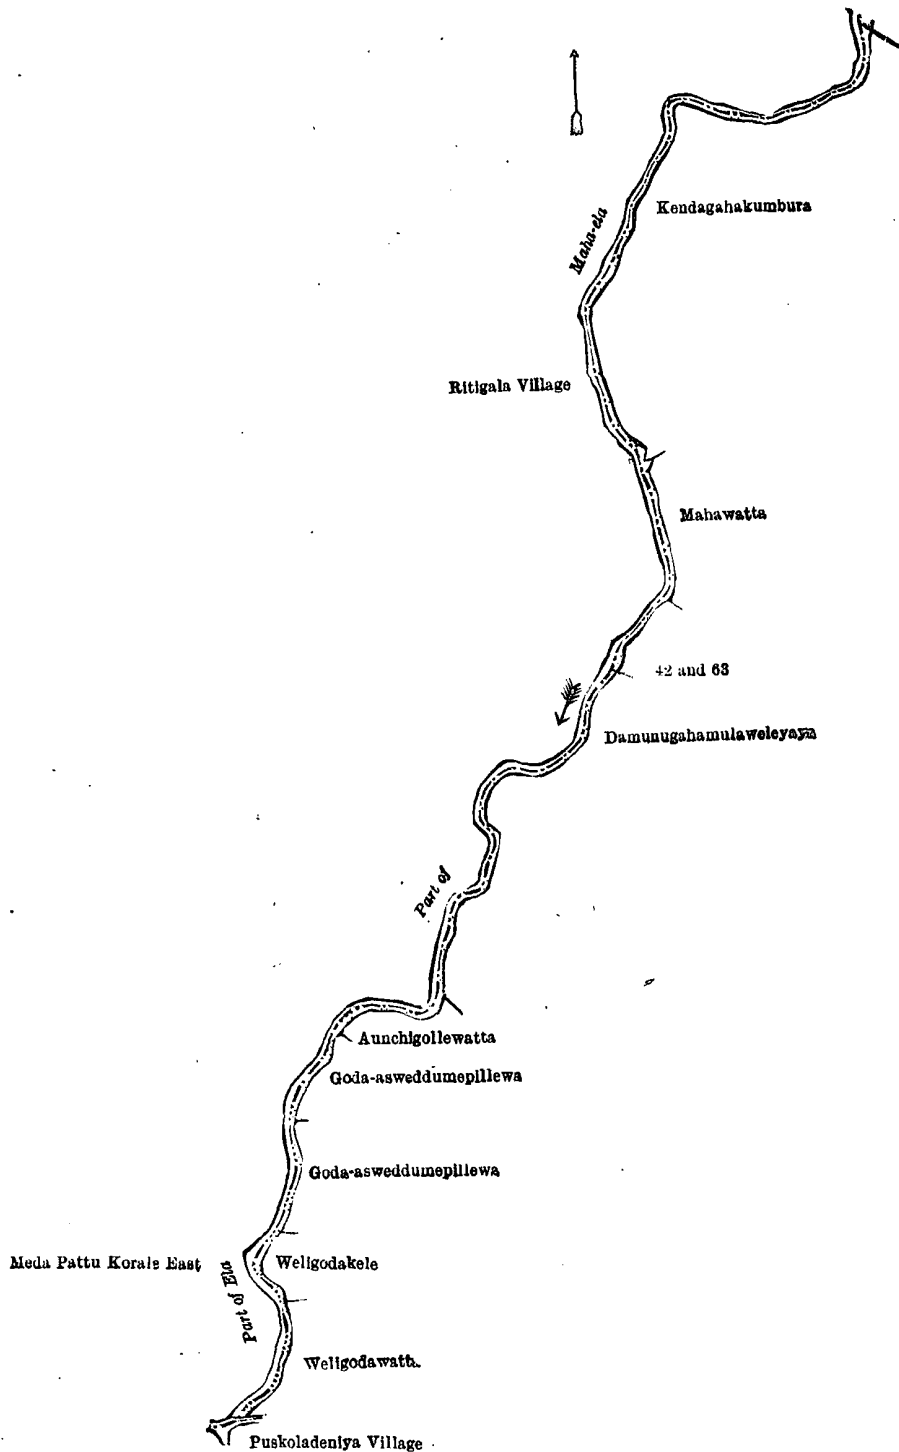 Kendagahakumbura
Maha-ela
Ritigala Village
Mahawatta
42 and 63
Damunugahamulaweleyaya
Part of
Aunchigollewatta
Goda-asweddumepillewa
Goda-asweddumepillewa
Meda Pattu Korale East
Weligodakele
Part of Ela
Weligodawatta
Puskoladeniya Village